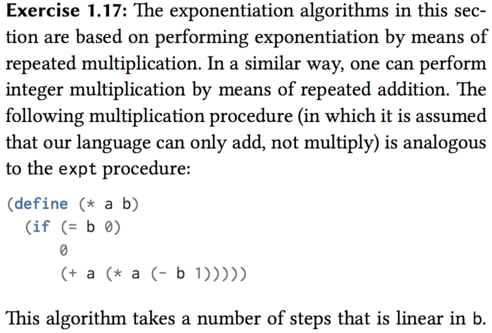 Exercise 1.17: The exponentiation algorithms in this sec-
tion are based on performing exponentiation by means of
repeated multiplication. In a similar way, one can perform
integer multiplication by means of repeated addition. The
following multiplication procedure (in which it is assumed
that our language can only add, not multiply) is analogous
to the expt procedure:
(define (* a b)
(if (= b 0)
0
(+ a (* a (- b 1)))))
This algorithm takes a number of steps that is linear in b.